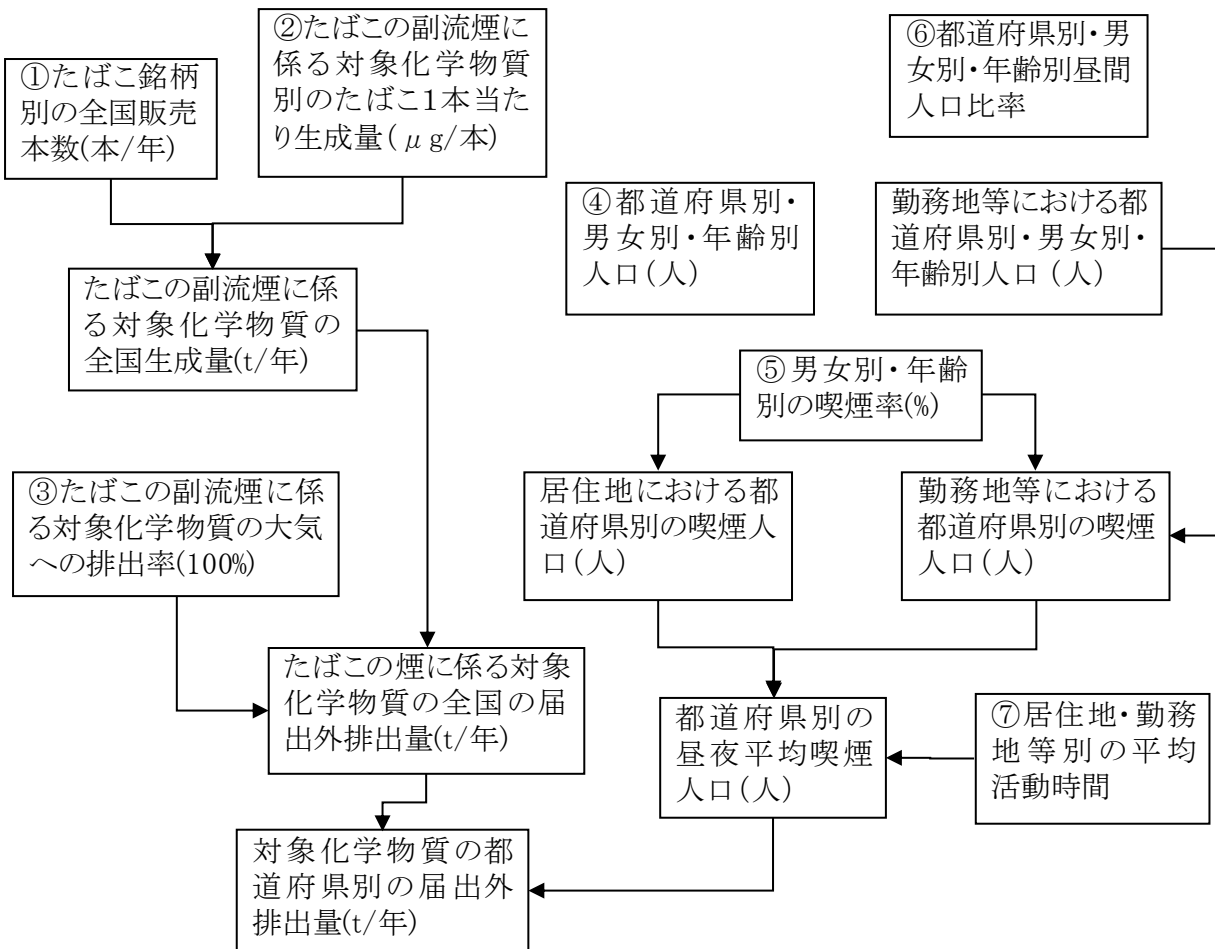 ①たばこ銘柄
別の全国販売
本数(本/年)
②たばこの副流煙に
係る対象化学物質
別のたばこ1本当た
り生成量(μg/本)
⑥都道府県別・男
女別・年齢別昼間
人口比率
④都道府県別・
男女別・年齢別
人口(人)
勤務地等における都
道府県別・男女別・
年齢別人口 (人)
たばこの副流煙に係
る対象化学物質の
全国生成量(t/年)
⑤男女別・年齢
別の喫煙率(%)
③たばこの副流煙に係
る対象化学物質の大気
への排出率(100%)
居住地における都
道府県別の喫煙人
口(人)
勤務地等における
都道府県別の喫煙
人口(人)
たばこの煙に係る対象
化学物質の全国の届
出外排出量(t/年)
都道府県別の
昼夜平均喫煙
人口(人)
⑦居住地・勤務
地等別の平均
活動時間
対象化学物質の都
道府県別の届出外
排出量(t/年)